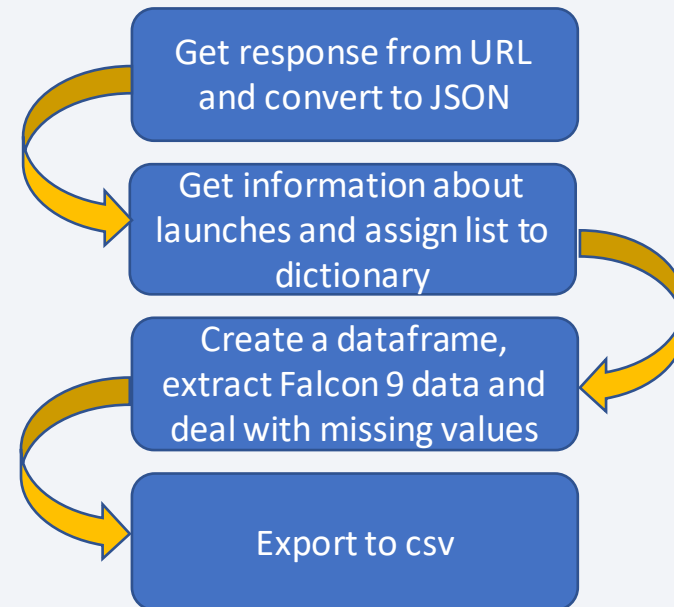 Get response from URL
and convert to JSON
Get information about
launches and assign list to
dictionary
Create a dataframe,
extract Falcon 9 data and
deal with missing values
Export to csv